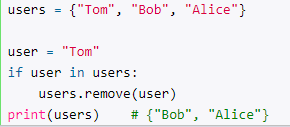 users = {"Tom", "Bob", "Alice"}
user = "Tom"
if user in users:
    users.remove(user)
print(users)    # {"Bob", "Alice"}